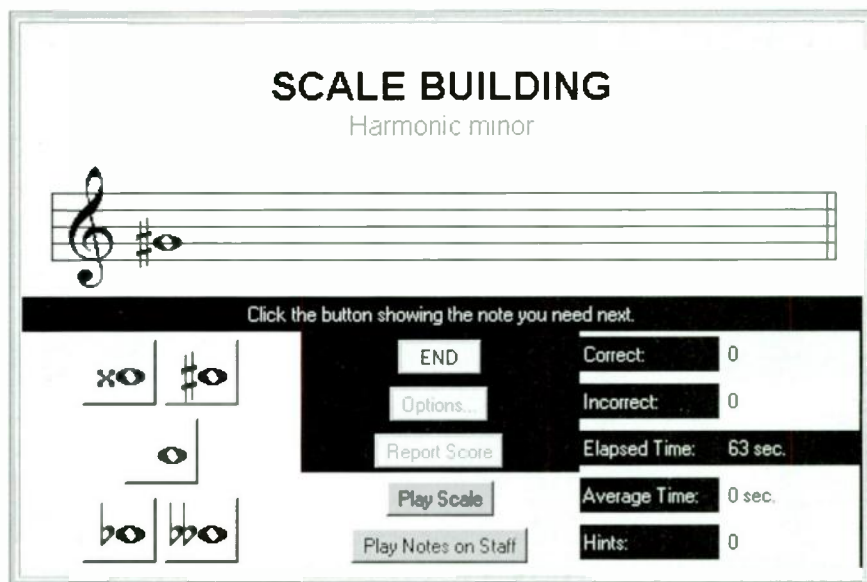 SCALE BUILDING
Harmonic minor
Click the button showing the note you need next.
END
Options...
Report Score
Play Scale
Play Notes on Staff
Correct: 0
Incorrect: 0
Elapsed Time: 63 sec.
Average Time: 0 sec.
Hints: 0